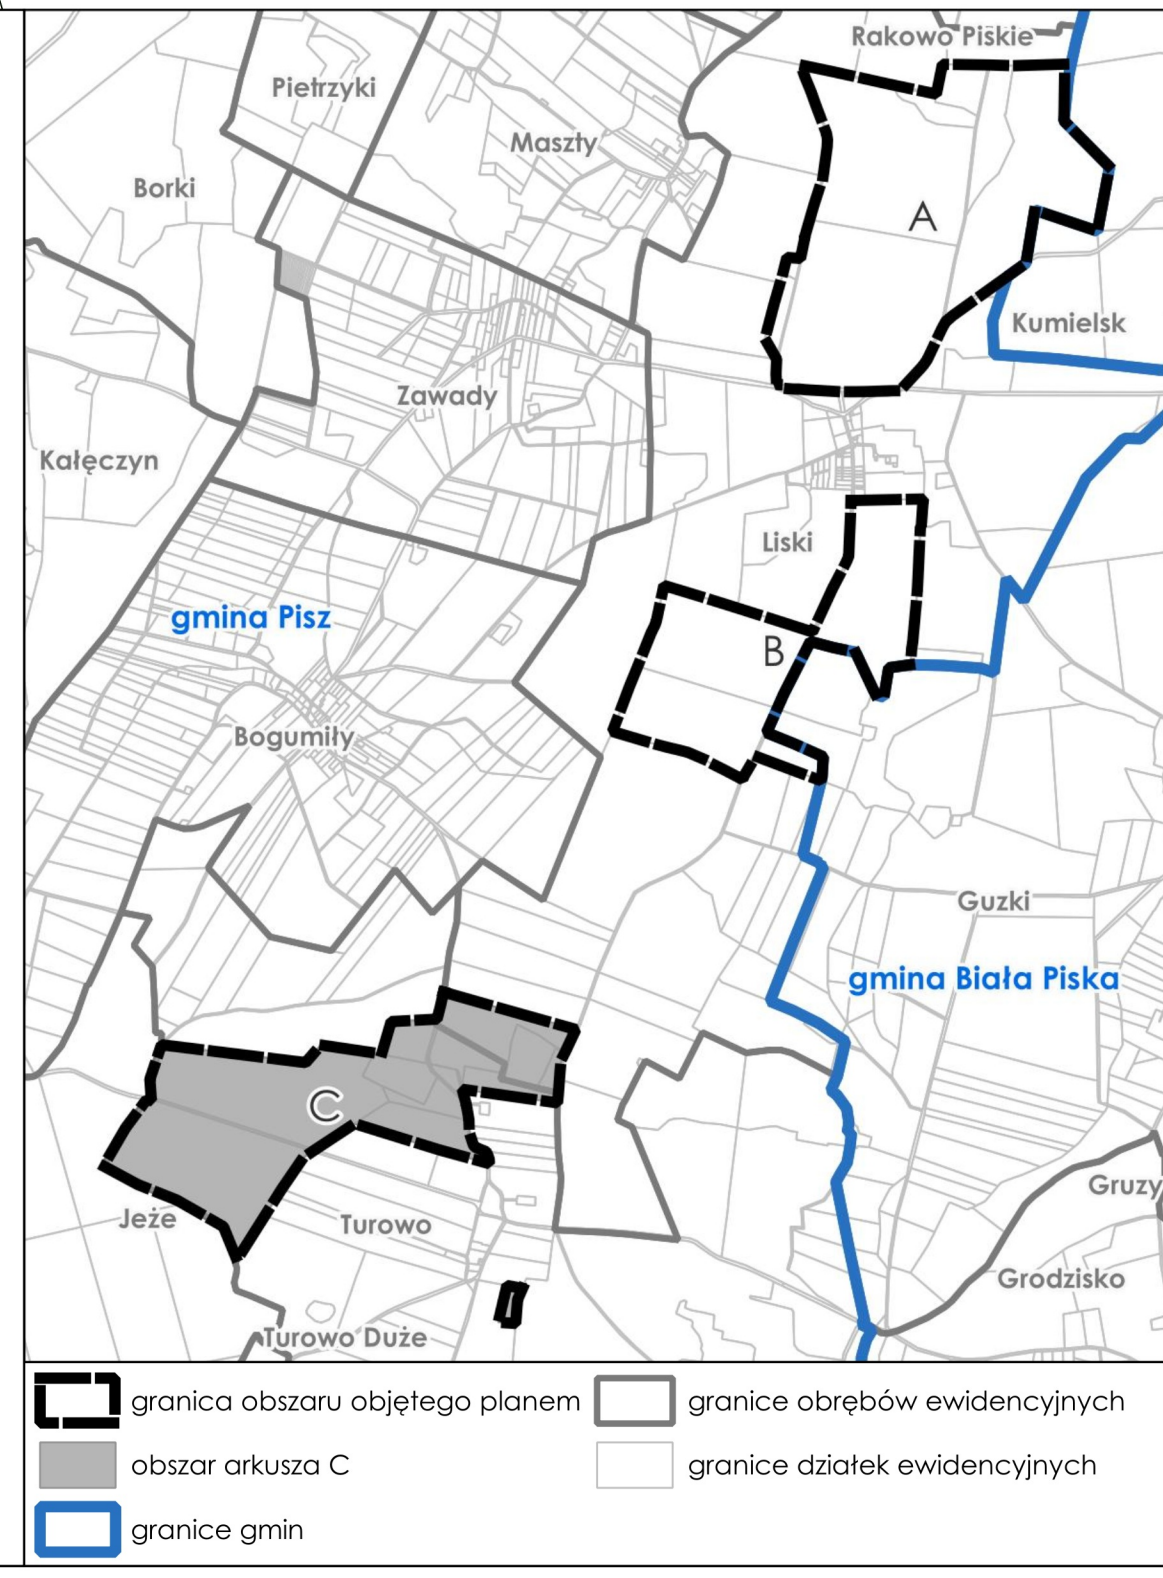 Rakowo Piskie
Pietrzyki
Maszty
Borki
A
Kumielsk
Zawady
Kałęczyn
Liski
gmina Pisz
B
Bogumiły
Guzki
gmina Biała Piska
C
Gruzy
Jeże
Turowo
Grodzisko
Turowo Duże
granica obszaru objętego planem
granice obrębów ewidencyjnych
obszar arkusza C
granice działek ewidencyjnych
granice gmin